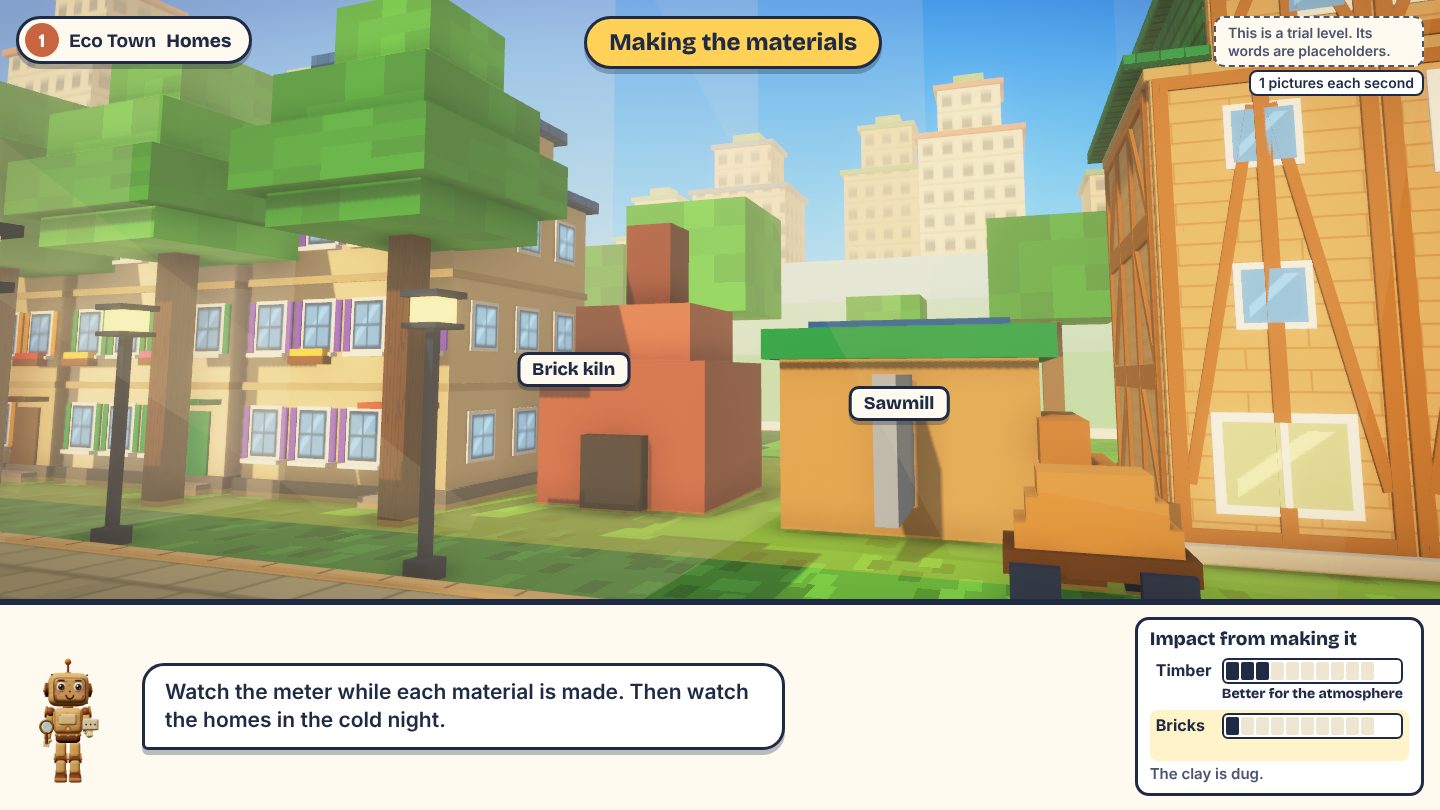 1 Eco Town Homes
Making the materials
This is a trial level. Its
words are placeholders.
1 pictures each second
Brick kiln
Sawmill
Watch the meter while each material is made. Then watch
the homes in the cold night.
Impact from making it
Timber
Better for the atmosphere
Bricks
The clay is dug.